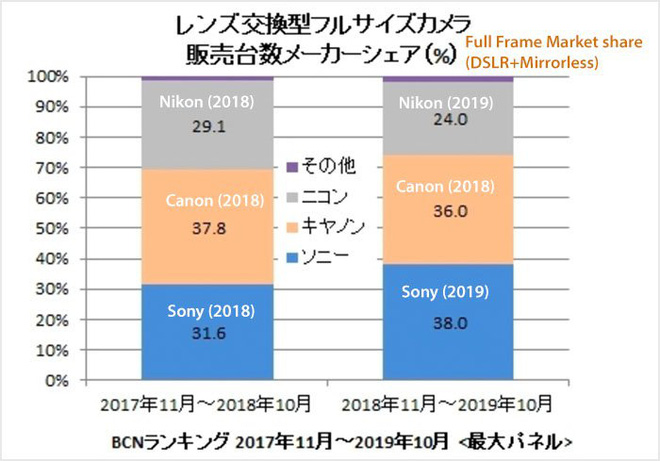 レンズ交換型フルサイズカメラ
販売台数メーカーシェア(%)
Full Frame Market share
(DSLR+Mirrorless)
100%
90%
80%
70%
60%
50%
40%
30%
20%
10%
0%
Nikon (2018)
29.1
Canon (2018)
37.8
Sony (2018)
31.6
その他
ニコン
キヤノン
ソニー
Nikon (2019)
24.0
Canon (2018)
36.0
Sony (2019)
38.0
2017年11月～2018年10月
2018年11月～2019年10月
BCNランキング 2017年11月～2019年10月 <最大パネル>